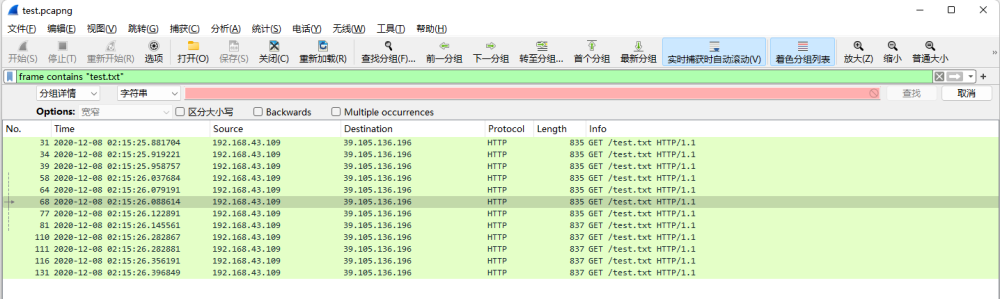 test.pcapng
文件(F) 编辑(E) 视图(V) 跳转(G) 捕获(C) 分析(A) 统计(S) 电话(Y) 无线(W) 工具(T) 帮助(H)
开始(S) 停止(T) 重新开始(R) 选项 打开(O) 保存(S) 关闭(C) 重新加载(R) 查找分组(F)... 前一分组 下一分组 转至分组... 首个分组 最新分组 实时捕获时自动滚动(V) 着色分组列表 放大(Z) 缩小 普通大小
frame contains "test.txt"
分组详情 字符串 查找 取消
Options: 宽窄 区分大小写 Backwards Multiple occurrences
No. Time Source Destination Protocol Length Info
31 2020-12-08 02:15:25.881704 192.168.43.109 39.105.136.196 HTTP 835 GET /test.txt HTTP/1.1
34 2020-12-08 02:15:25.919221 192.168.43.109 39.105.136.196 HTTP 835 GET /test.txt HTTP/1.1
39 2020-12-08 02:15:25.958757 192.168.43.109 39.105.136.196 HTTP 835 GET /test.txt HTTP/1.1
58 2020-12-08 02:15:26.037684 192.168.43.109 39.105.136.196 HTTP 835 GET /test.txt HTTP/1.1
64 2020-12-08 02:15:26.079191 192.168.43.109 39.105.136.196 HTTP 835 GET /test.txt HTTP/1.1
68 2020-12-08 02:15:26.088614 192.168.43.109 39.105.136.196 HTTP 835 GET /test.txt HTTP/1.1
77 2020-12-08 02:15:26.122891 192.168.43.109 39.105.136.196 HTTP 835 GET /test.txt HTTP/1.1
81 2020-12-08 02:15:26.145561 192.168.43.109 39.105.136.196 HTTP 837 GET /test.txt HTTP/1.1
110 2020-12-08 02:15:26.282867 192.168.43.109 39.105.136.196 HTTP 837 GET /test.txt HTTP/1.1
111 2020-12-08 02:15:26.282881 192.168.43.109 39.105.136.196 HTTP 837 GET /test.txt HTTP/1.1
116 2020-12-08 02:15:26.356191 192.168.43.109 39.105.136.196 HTTP 837 GET /test.txt HTTP/1.1
131 2020-12-08 02:15:26.396849 192.168.43.109 39.105.136.196 HTTP 837 GET /test.txt HTTP/1.1